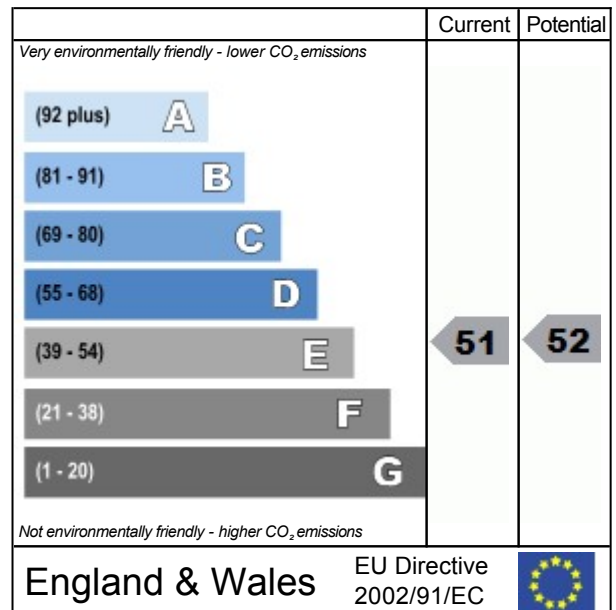 Current Potential
Very environmentally friendly - lower CO₂ emissions
(92 plus) A
(81 - 91) B
(69 - 80) C
(55 - 68) D
(39 - 54) E 51 52
(21 - 38) F
(1 - 20) G
Not environmentally friendly - higher CO₂ emissions
England & Wales
EU Directive
2002/91/EC